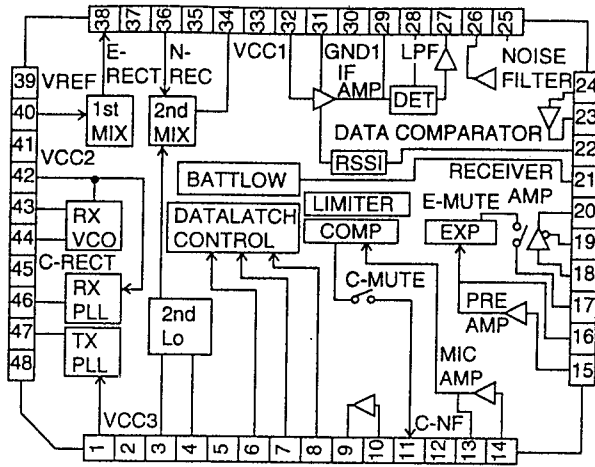 38 37 36 35 34 33 32 31 30 29 28 27 26 25
E-RECT
N-REC
VCC1
GND1
LPF
IF AMP
NOISE FILTER
39
40
41
42
43
44
45
46
47
48
VREF
1st MIX
2nd MIX
DET
DATA COMPARATOR
24
23
22
21
20
19
18
17
16
15
VCC2
RSSI
BATTLOW
RECEIVER AMP
LIMITER
E-MUTE
RX VCO
DATALATCH CONTROL
COMP
EXP
C-RECT
RX PLL
C-MUTE
PRE AMP
TX PLL
2nd Lo
MIC AMP
VCC3
C-NF
1 2 3 4 5 6 7 8 9 10 11 12 13 14